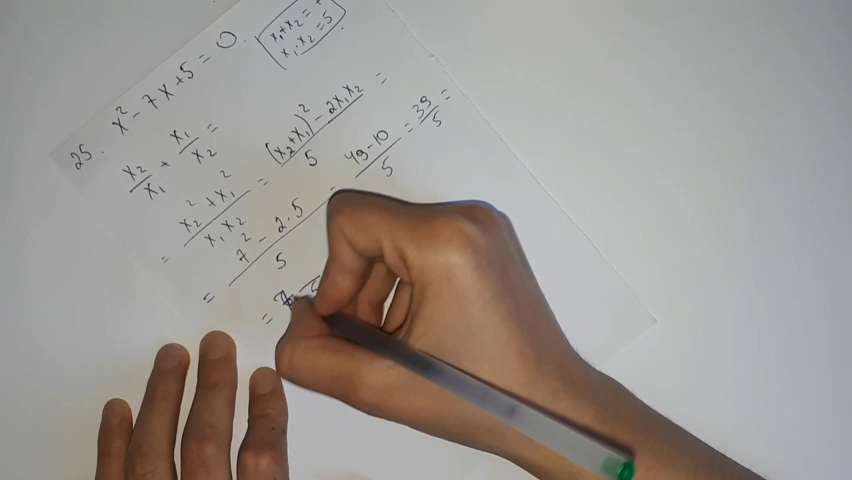 25. x² - 7x + 5 = 0
x₁ + x₂ =
x₁ · x₂ = 5
x₂/x₁ + x₁/x₂ =
= (x₂² + x₁²)/(x₁x₂) = ((x₂ + x₁)² - 2x₁x₂)/5 =
= (7² - 2·5)/5 = (49 - 10)/5 = 39/5 =
=